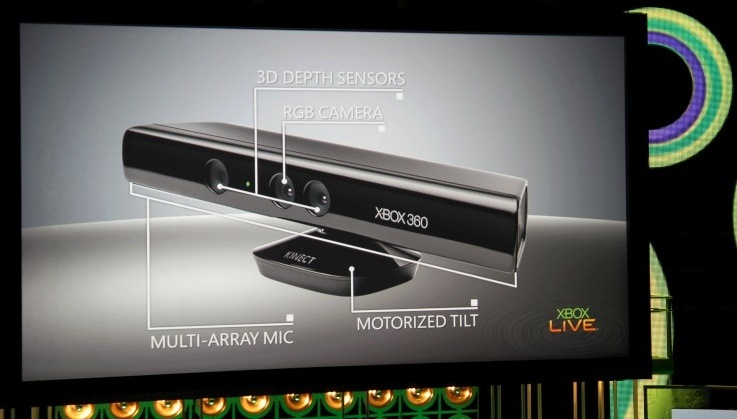 3D DEPTH SENSORS
RGB CAMERA
XBOX 360
KINECT
MOTORIZED TILT
MULTI-ARRAY MIC
XBOX
LIVE